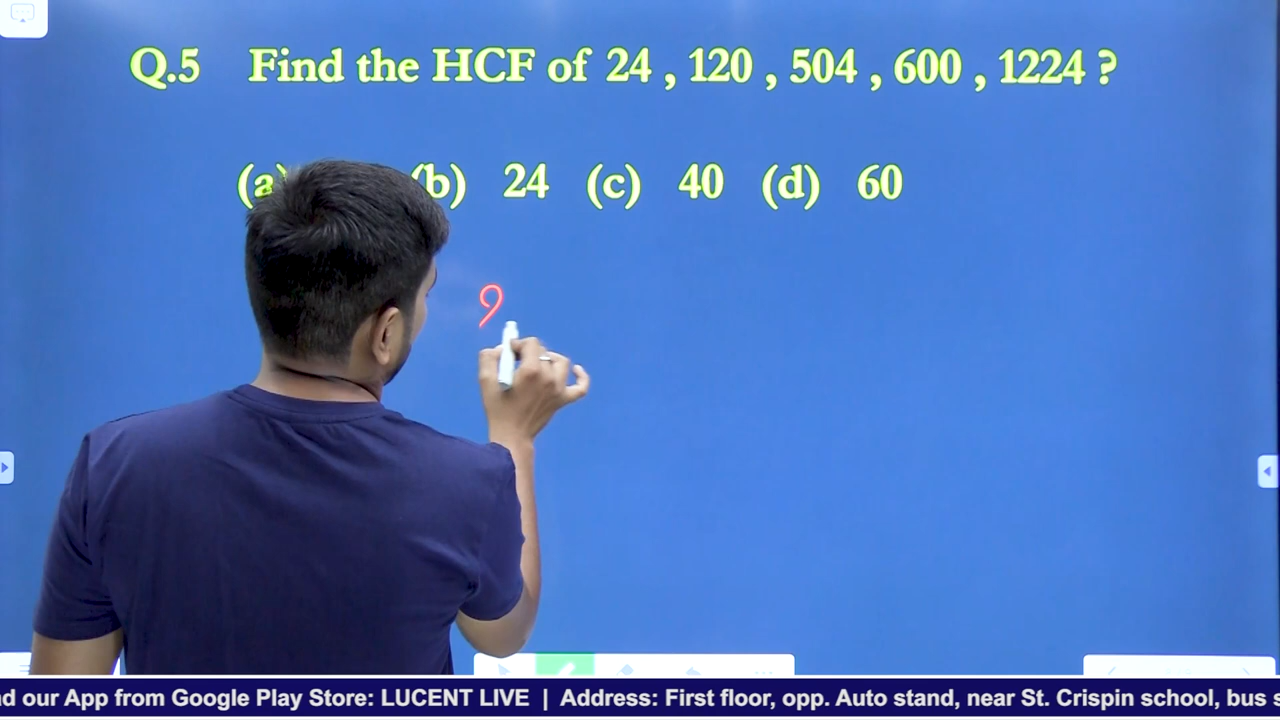 Q.5 Find the HCF of 24 , 120 , 504 , 600 , 1224 ?
(a) (b) 24 (c) 40 (d) 60
nd our App from Google Play Store: LUCENT LIVE | Address: First floor, opp. Auto stand, near St. Crispin school, bus s